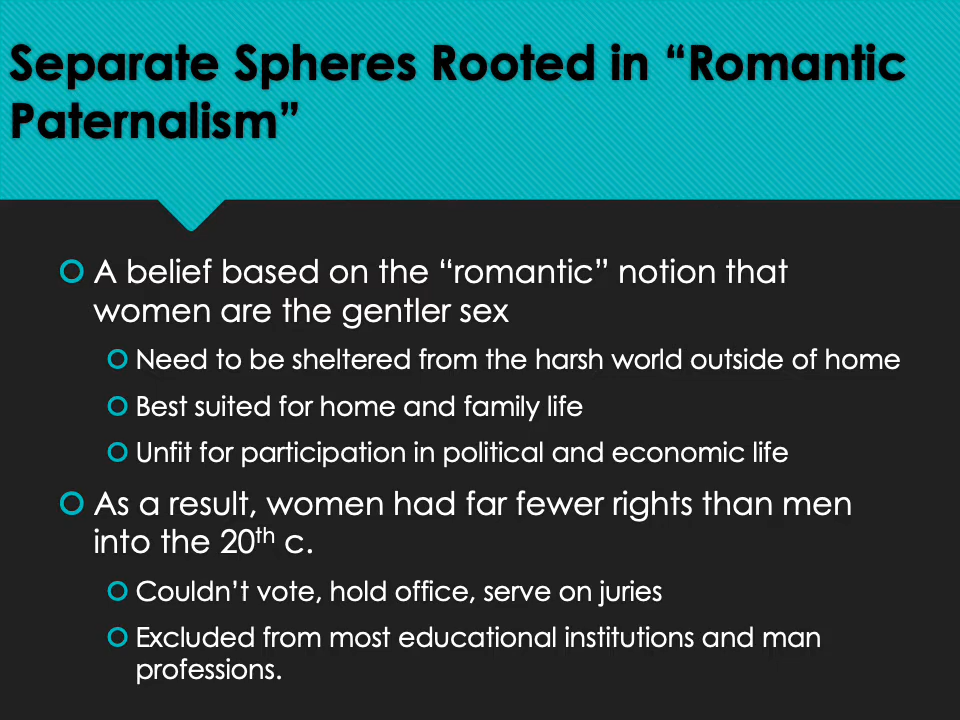 Separate Spheres Rooted in “Romantic
Paternalism”
A belief based on the “romantic” notion that
women are the gentler sex
Need to be sheltered from the harsh world outside of home
Best suited for home and family life
Unfit for participation in political and economic life
As a result, women had far fewer rights than men
into the 20th c.
Couldn’t vote, hold office, serve on juries
Excluded from most educational institutions and man
professions.